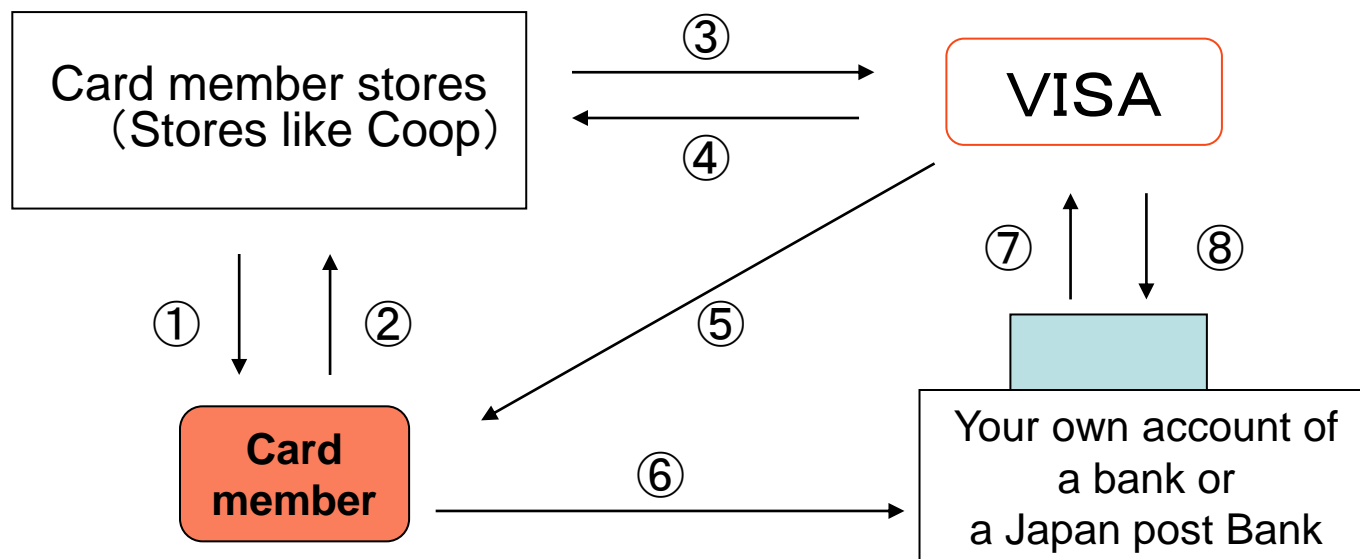 ③
Card member stores
（Stores like Coop）
VISA
④
①
②
⑤
⑦
⑧
Card
member
⑥
Your own account of
a bank or
a Japan post Bank